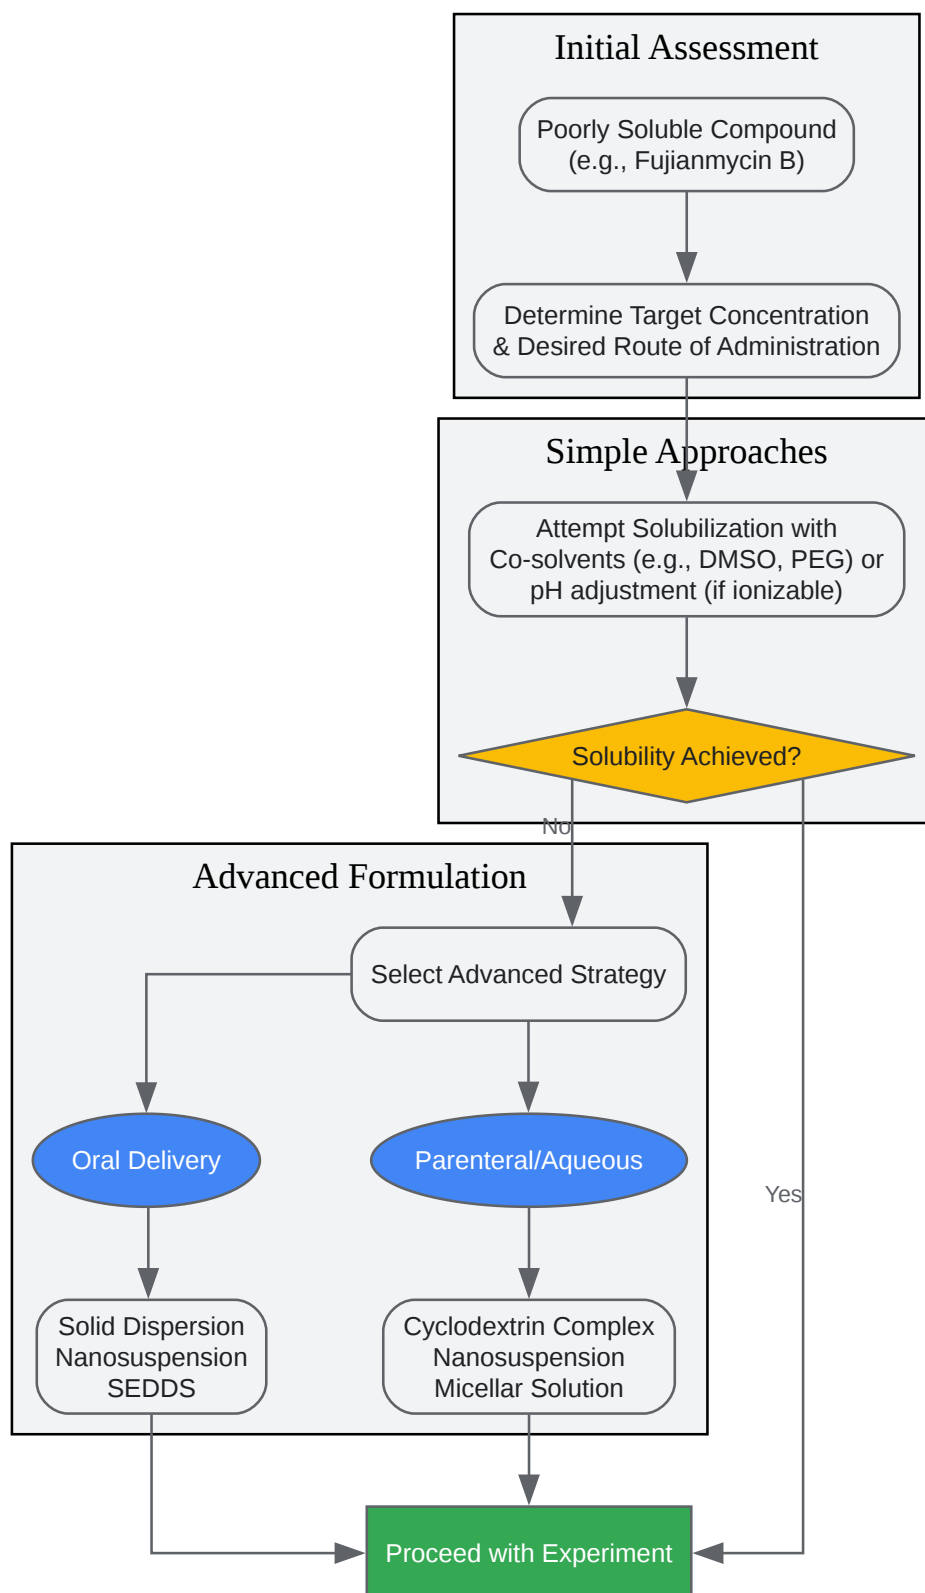 Initial Assessment
Poorly Soluble Compound
(e.g., Fujianmycin B)
Determine Target Concentration
& Desired Route of Administration
Simple Approaches
Attempt Solubilization with
Co-solvents (e.g., DMSO, PEG) or
pH adjustment (if ionizable)
Solubility Achieved?
No
Advanced Formulation
Select Advanced Strategy
Oral Delivery
Parenteral/Aqueous
Yes
Solid Dispersion
Nanosuspension
SEDDS
Cyclodextrin Complex
Nanosuspension
Micellar Solution
Proceed with Experiment